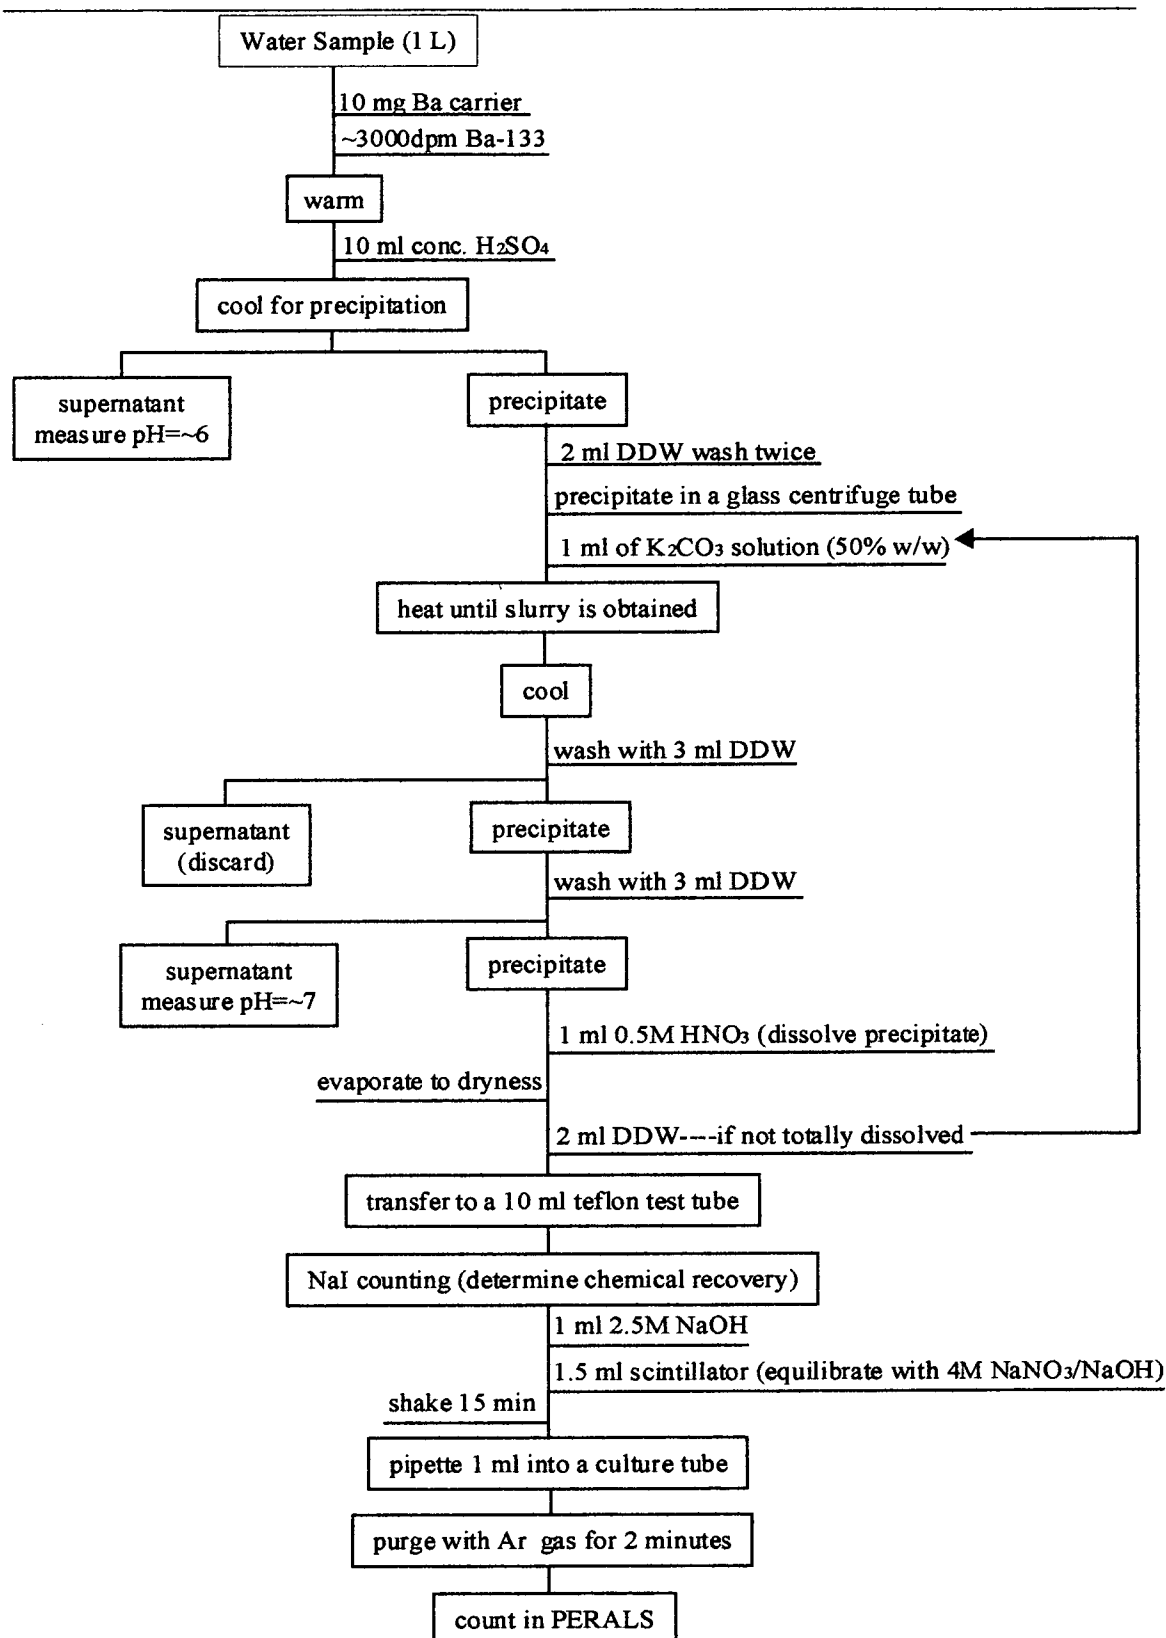 Water Sample (1 L)
10 mg Ba carrier
~3000dpm Ba-133
warm
10 ml conc. H₂SO₄
cool for precipitation
supernatant
measure pH=~6
precipitate
2 ml DDW wash twice
precipitate in a glass centrifuge tube
1 ml of K₂CO₃ solution (50% w/w)
heat until slurry is obtained
cool
wash with 3 ml DDW
supernatant
(discard)
precipitate
wash with 3 ml DDW
supernatant
measure pH=~7
precipitate
1 ml 0.5M HNO₃ (dissolve precipitate)
evaporate to dryness
2 ml DDW----if not totally dissolved
transfer to a 10 ml teflon test tube
NaI counting (determine chemical recovery)
1 ml 2.5M NaOH
1.5 ml scintillator (equilibrate with 4M NaNO₃/NaOH)
shake 15 min
pipette 1 ml into a culture tube
purge with Ar gas for 2 minutes
count in PERALS